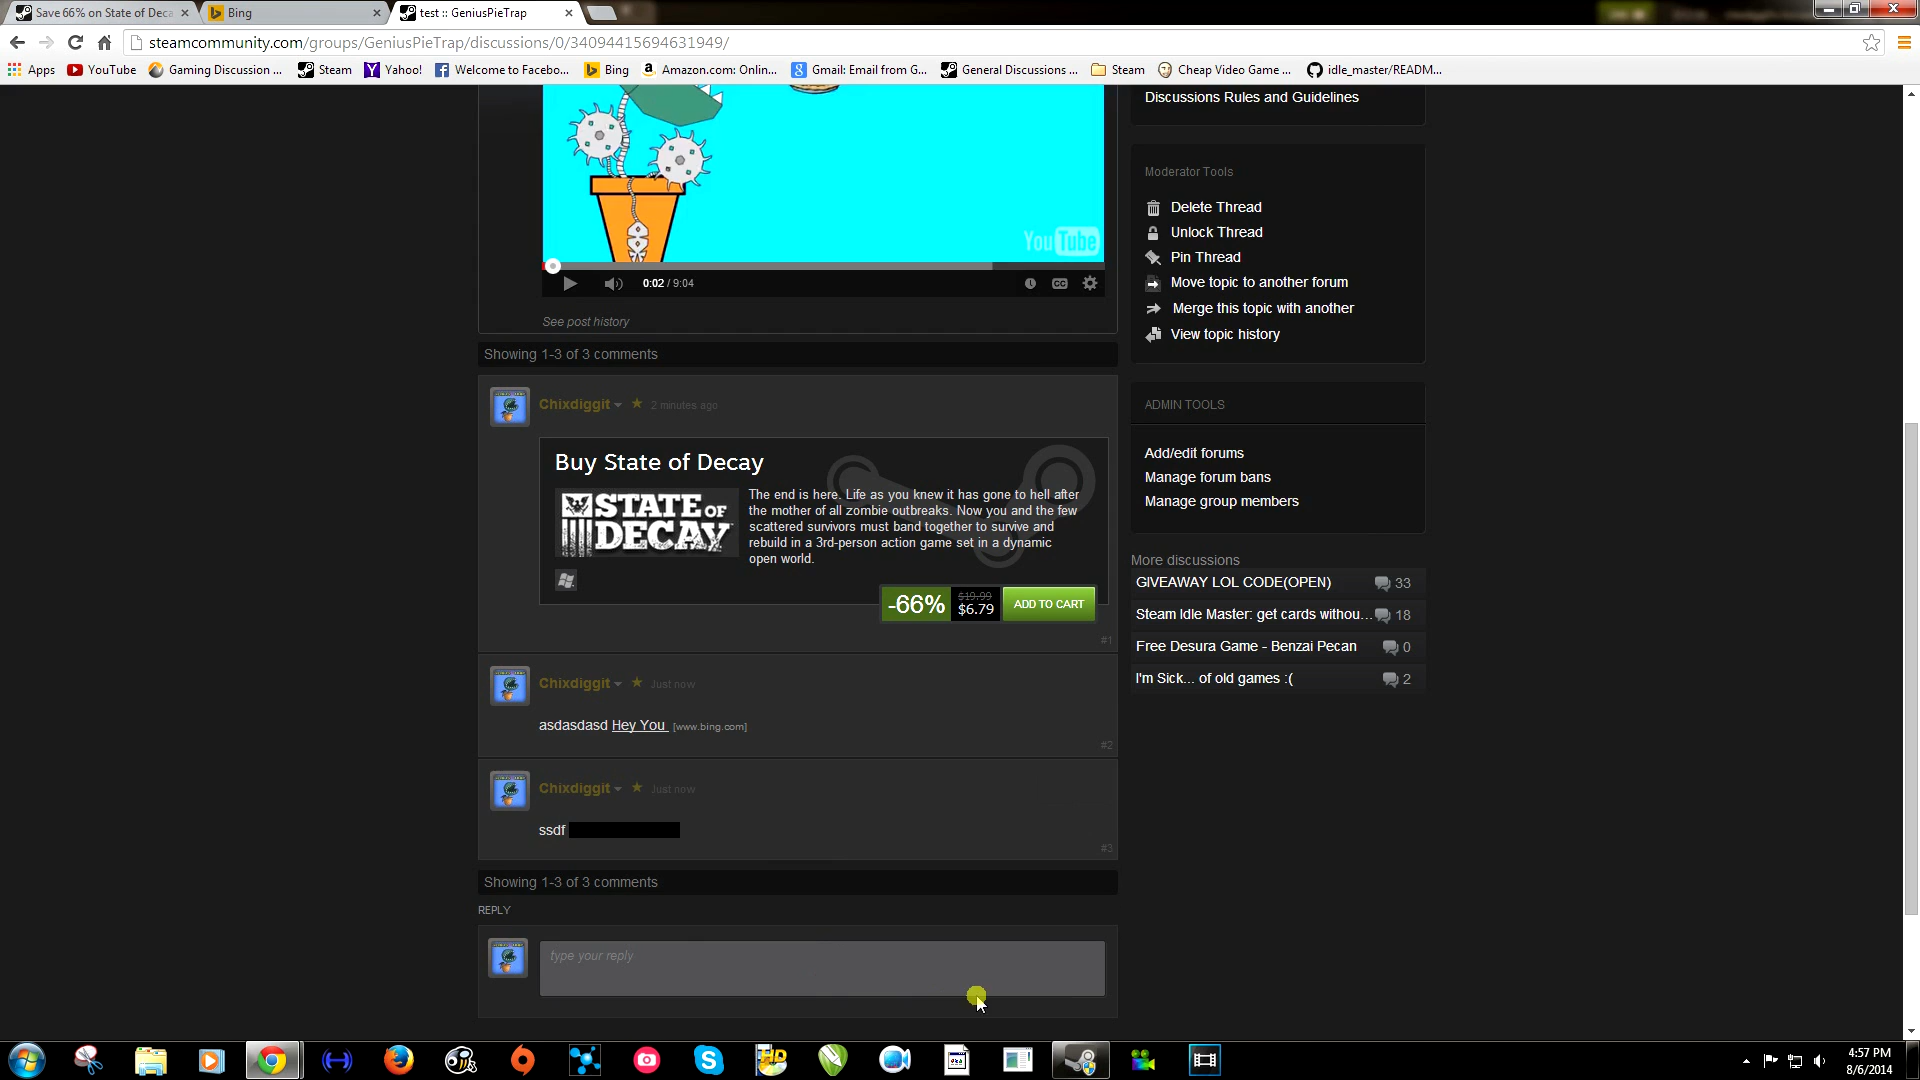 Save 66% on State of Deca
Bing
test :: GeniusPieTrap
steamcommunity.com/groups/GeniusPieTrap/discussions/0/34094415694631949/
Apps
YouTube
Gaming Discussion ...
Steam
Yahoo!
Welcome to Facebo...
Bing
Amazon.com: Onlin...
Gmail: Email from G...
General Discussions ...
Steam
Cheap Video Game ...
idle_master/READM...
YouTube
0:02 / 9:04
CC
See post history
Showing 1-3 of 3 comments
Chixdiggit
2 minutes ago
Buy State of Decay
STATE OF
DECAY
The end is here. Life as you knew it has gone to hell after
the mother of all zombie outbreaks. Now you and the few
scattered survivors must band together to survive and
rebuild in a 3rd-person action game set in a dynamic
open world.
-66%
$19.99
$6.79
ADD TO CART
#1
Chixdiggit
Just now
asdasdasd Hey You [www.bing.com]
#2
Chixdiggit
Just now
ssdf
#3
Showing 1-3 of 3 comments
REPLY
type your reply
Discussions Rules and Guidelines
Moderator Tools
Delete Thread
Unlock Thread
Pin Thread
Move topic to another forum
Merge this topic with another
View topic history
ADMIN TOOLS
Add/edit forums
Manage forum bans
Manage group members
More discussions
GIVEAWAY LOL CODE(OPEN) 33
Steam Idle Master: get cards withou... 18
Free Desura Game - Benzai Pecan 0
I'm Sick... of old games :( 2
4:57 PM
8/6/2014